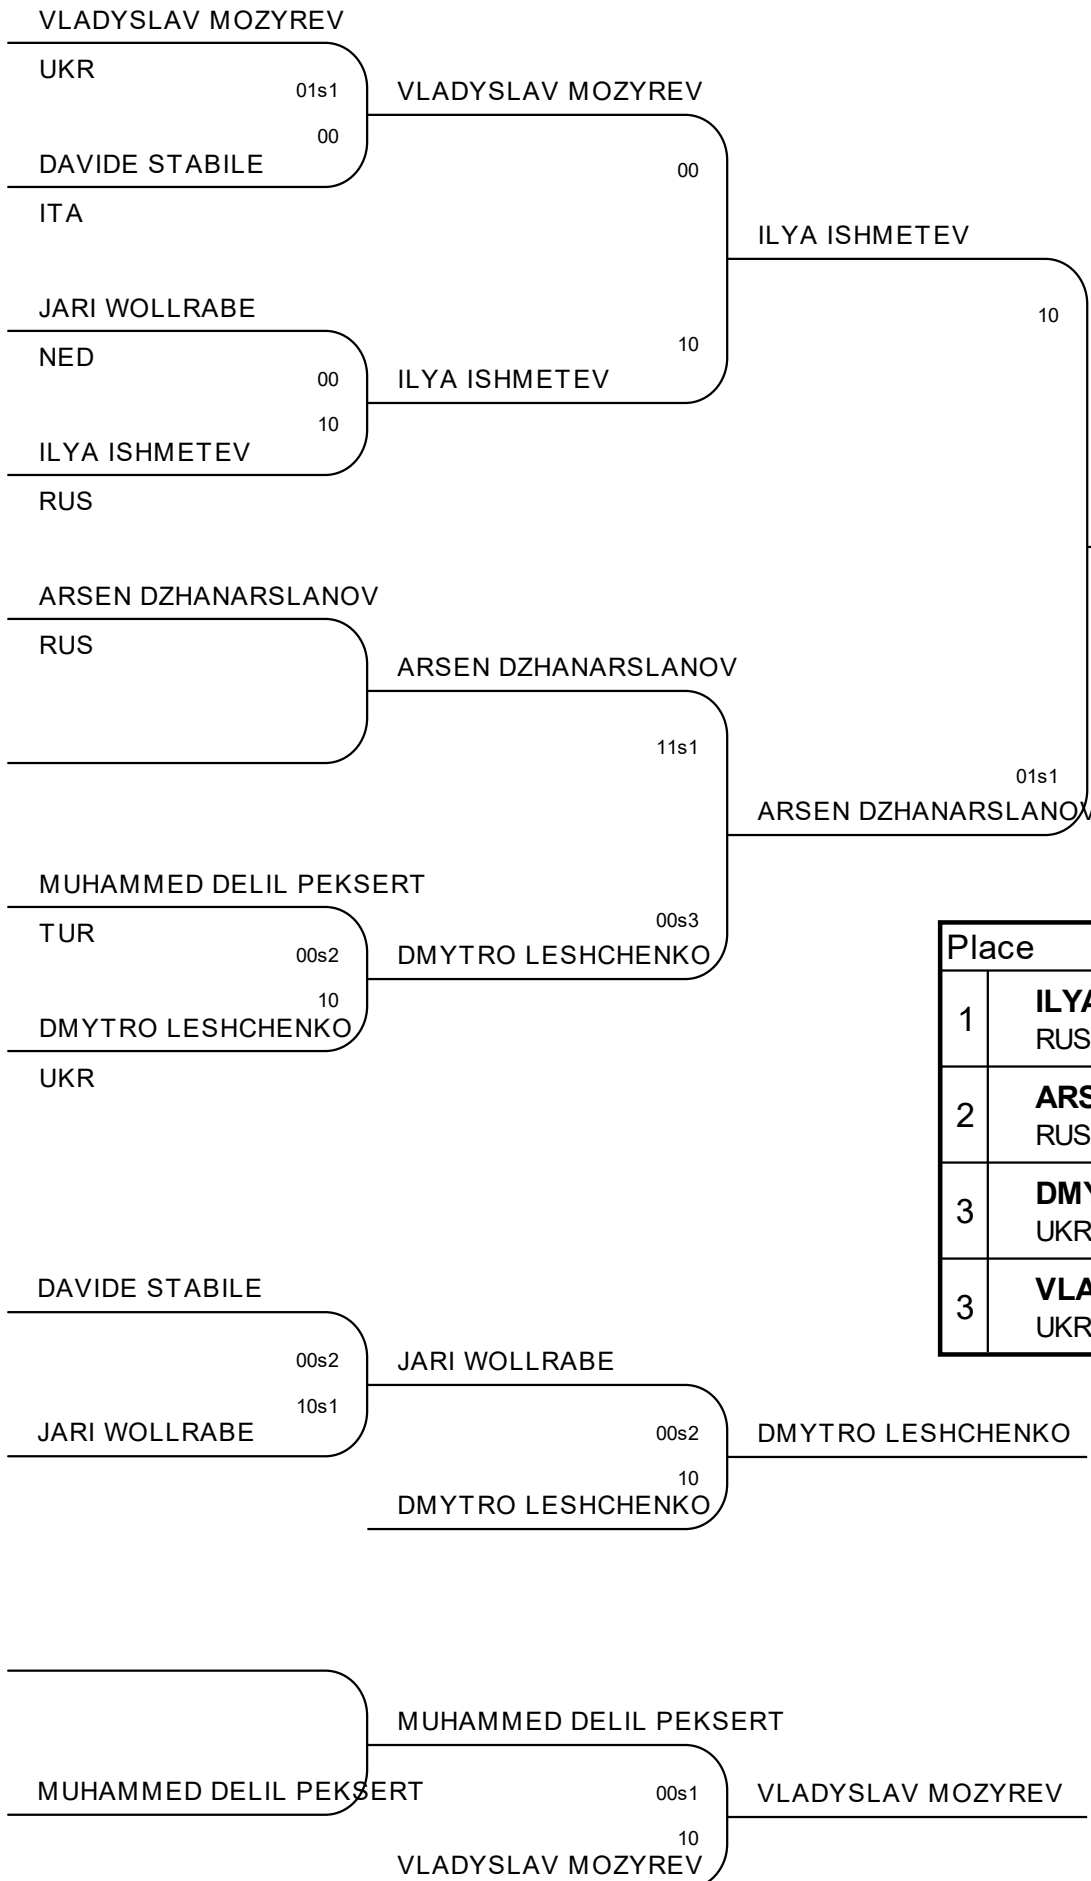 VLADYSLAV MOZYREV
UKR
01s1
VLADYSLAV MOZYREV
00
DAVIDE STABILE
ITA
00
ILYA ISHMETEV
JARI WOLLRABE
NED
00
10
10
ILYA ISHMETEV
10
ILYA ISHMETEV
RUS
ARSEN DZHANARSLANOV
RUS
ARSEN DZHANARSLANOV
11s1
01s1
ARSEN DZHANARSLANOV
MUHAMMED DELIL PEKSERT
TUR
00s2
00s3
DMYTRO LESHCHENKO
10
DMYTRO LESHCHENKO
UKR
Place
1
ILYA
RUS
2
ARS
RUS
3
DMY
UKR
3
VLA
UKR
DAVIDE STABILE
00s2
JARI WOLLRABE
10s1
JARI WOLLRABE
00s2
DMYTRO LESHCHENKO
10
DMYTRO LESHCHENKO
MUHAMMED DELIL PEKSERT
MUHAMMED DELIL PEKSERT
00s1
VLADYSLAV MOZYREV
10
VLADYSLAV MOZYREV